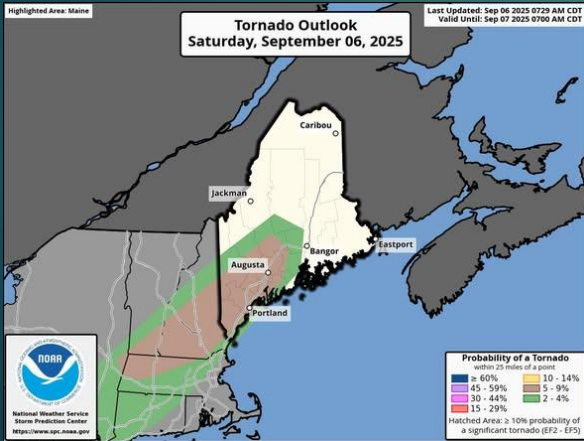 Highlighted Area: Maine
Tornado Outlook
Saturday, September 06, 2025
Last Updated: Sep 06 2025 0729 AM CDT
Valid Until: Sep 07 2025 0700 AM CDT
Caribou
Jackman
Eastport
Bangor
Augusta
Portland
NOAA
National Weather Service
Storm Prediction Center
https://www.spc.noaa.gov
Probability of a Tornado
within 25 miles of a point
≥ 60%
45 - 59%
30 - 44%
15 - 29%
10 - 14%
5 - 9%
2 - 4%
Hatched Area: ≥ 10% probability of
a significant tornado (EF2 - EF5)